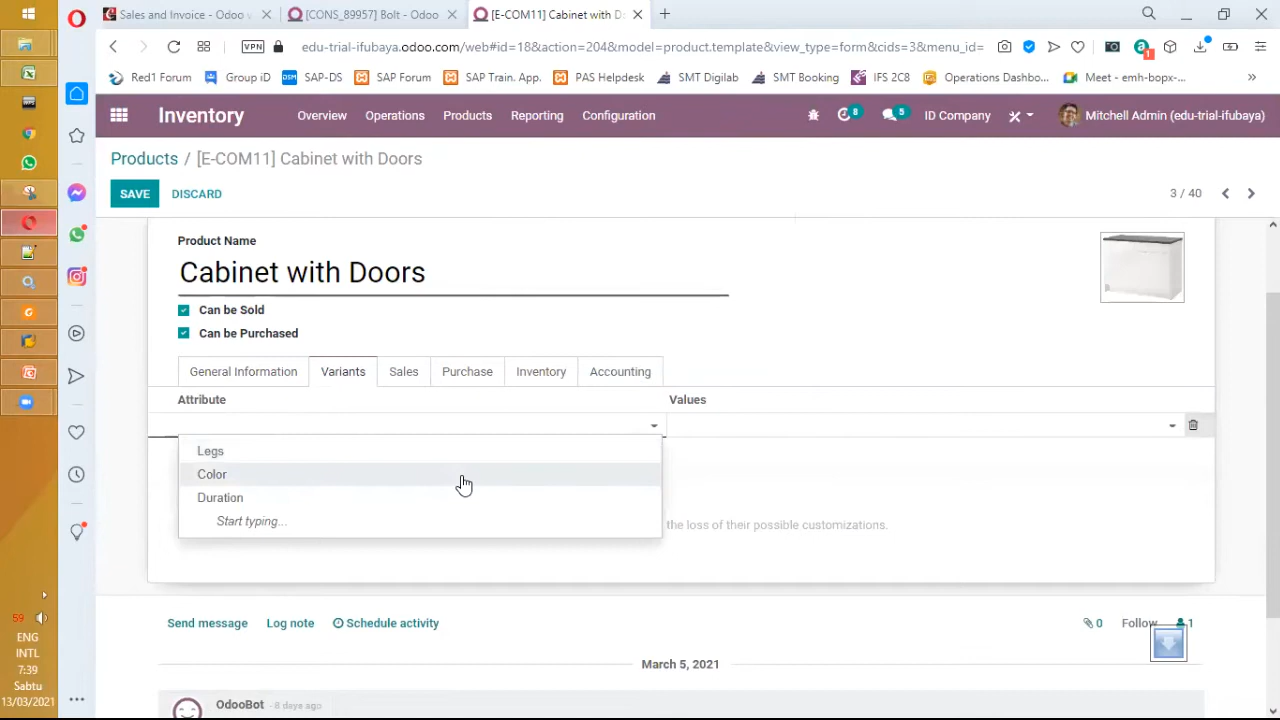 Sales and Invoice - Odoo
[CONS_89957] Bolt - Odoo
[E-COM11] Cabinet with D
VPN
edu-trial-ifubaya.odoo.com/web#id=18&action=204&model=product.template&view_type=form&cids=3&menu_id=
Red1 Forum
Group iD
SAP-DS
SAP Forum
SAP Train. App.
PAS Helpdesk
SMT Digilab
SMT Booking
IFS 2C8
Operations Dashbo...
Meet - emh-bopx-...
Inventory
Overview
Operations
Products
Reporting
Configuration
8
5
ID Company
Mitchell Admin (edu-trial-ifubaya)
Products / [E-COM11] Cabinet with Doors
SAVE
DISCARD
3 / 40
Product Name
Cabinet with Doors
Can be Sold
Can be Purchased
General Information
Variants
Sales
Purchase
Inventory
Accounting
Attribute
Values
Legs
Color
Duration
Start typing...
the loss of their possible customizations.
Send message
Log note
Schedule activity
0
Follow
1
March 5, 2021
OdooBot - 8 days ago
59
ENG
INTL
7:39
Sabtu
13/03/2021